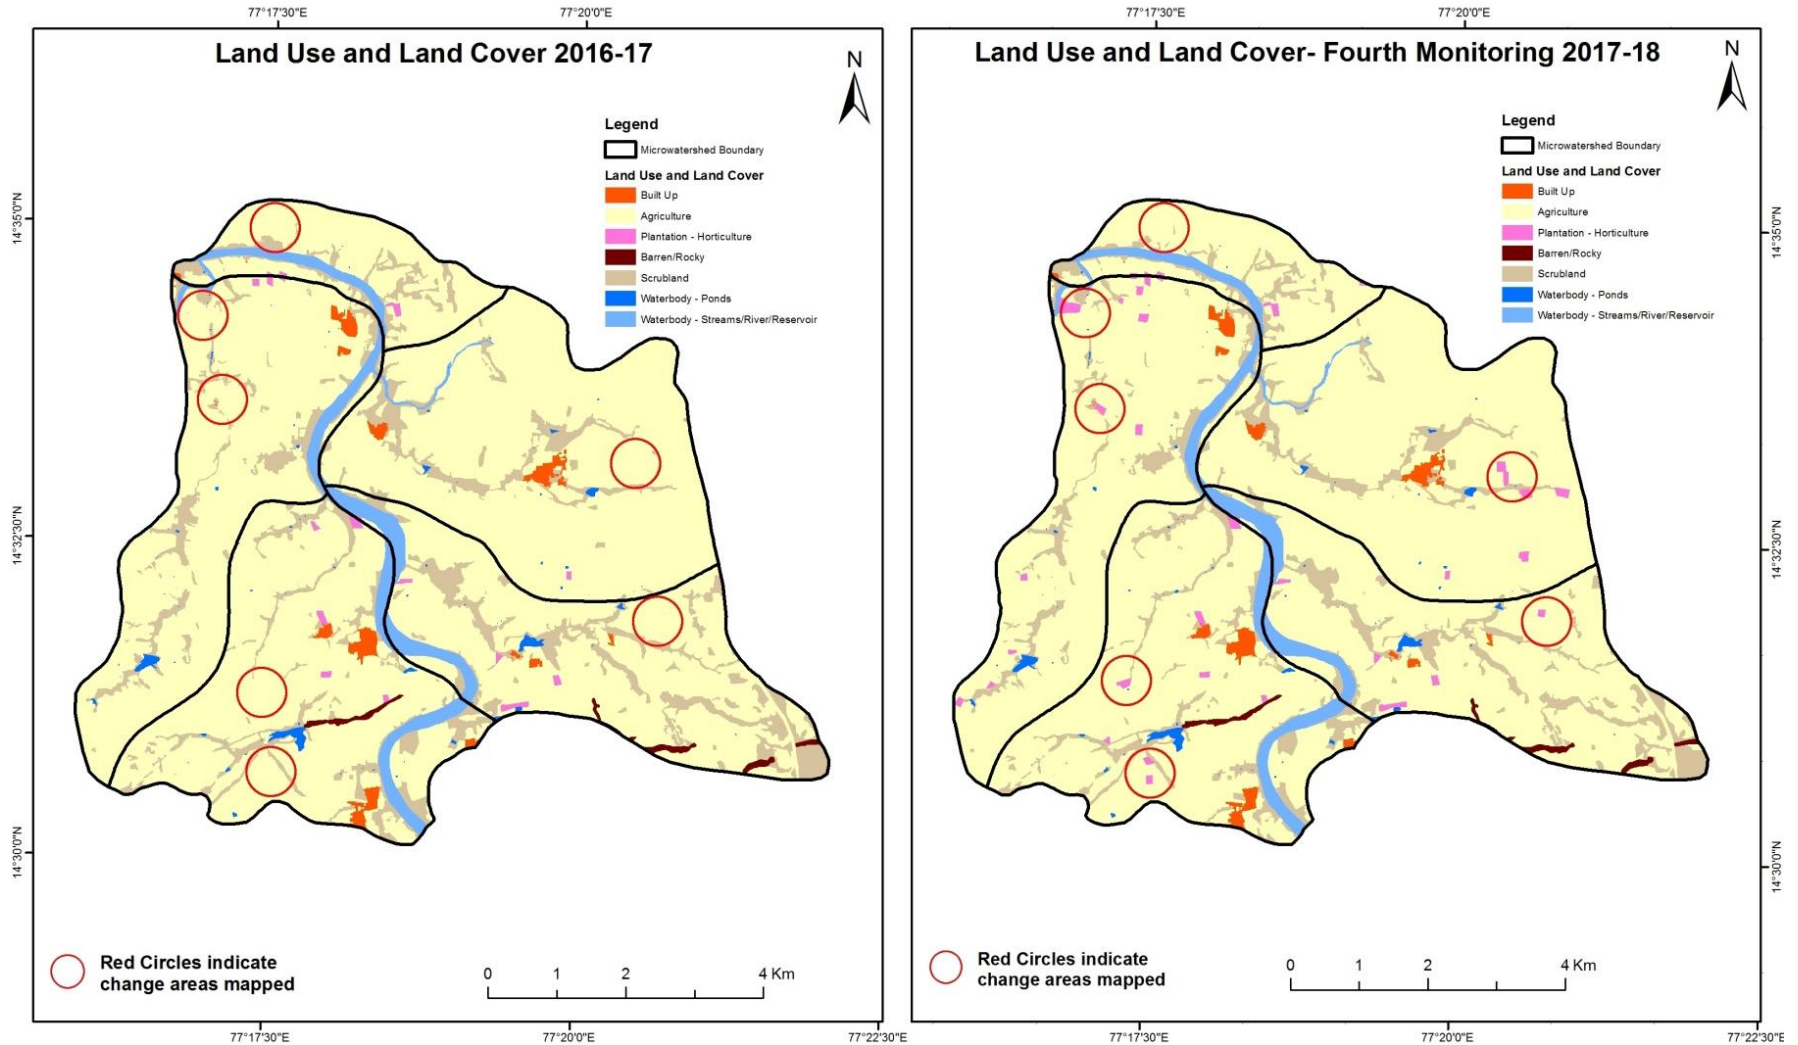 77°17'30"E 77°20'0"E
Land Use and Land Cover 2016-17
N
Legend
Microwatershed Boundary
Land Use and Land Cover
Built Up
Agriculture
Plantation - Horticulture
Barren/Rocky
Scrubland
Waterbody - Ponds
Waterbody - Streams/River/Reservoir
14°35'0"N
14°32'30"N
14°30'0"N
Red Circles indicate
change areas mapped
0 1 2 4 Km
77°17'30"E 77°20'0"E 77°22'30"E
77°17'30"E 77°20'0"E
Land Use and Land Cover- Fourth Monitoring 2017-18
N
Legend
Microwatershed Boundary
Land Use and Land Cover
Built Up
Agriculture
Plantation - Horticulture
Barren/Rocky
Scrubland
Waterbody - Ponds
Waterbody - Streams/River/Reservoir
14°35'0"N
14°32'30"N
14°30'0"N
Red Circles indicate
change areas mapped
0 1 2 4 Km
77°17'30"E 77°20'0"E 77°22'30"E